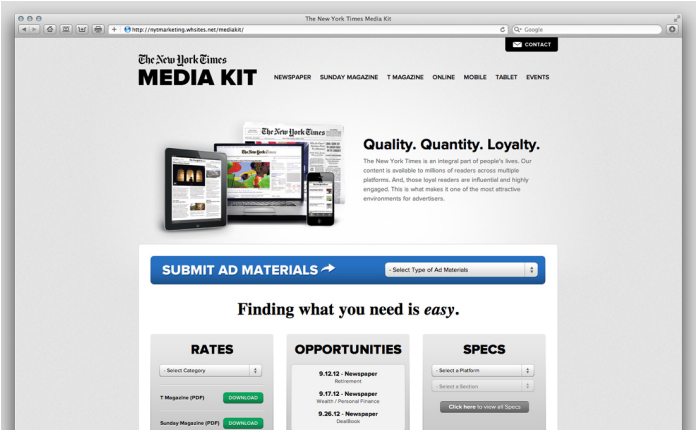 The New York Times Media Kit
http://nytmarketing.whsites.net/mediakit/
Google
CONTACT
The New York Times
MEDIA KIT
NEWSPAPER SUNDAY MAGAZINE T MAGAZINE ONLINE MOBILE TABLET EVENTS
The New York Times
Quality. Quantity. Loyalty.
The New York Times is an integral part of people's lives. Our
content is available to millions of readers across multiple
platforms. And, those loyal readers are influential and highly
engaged. This is what makes it one of the most attractive
environments for advertisers.
SUBMIT AD MATERIALS
- Select Type of Ad Materials
Finding what you need is easy.
RATES
- Select Category
T Magazine (PDF) DOWNLOAD
Sunday Magazine (PDF) DOWNLOAD
OPPORTUNITIES
9.12.12 - Newspaper
Retirement
9.17.12 - Newspaper
Wealth / Personal Finance
9.26.12 - Newspaper
DealBook
SPECS
- Select a Platform
- Select a Section
Click here to view all Specs